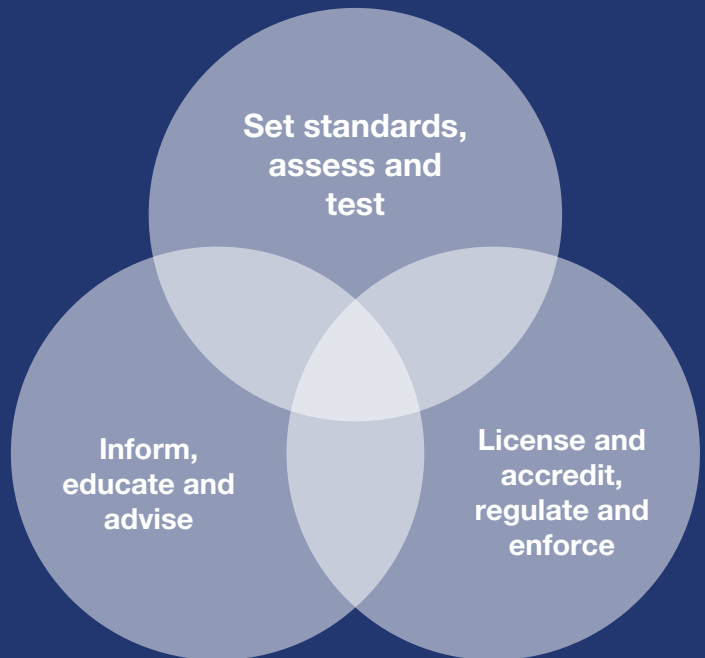 Set standards,
assess and
test
Inform,
educate and
advise
License and
accredit,
regulate and
enforce